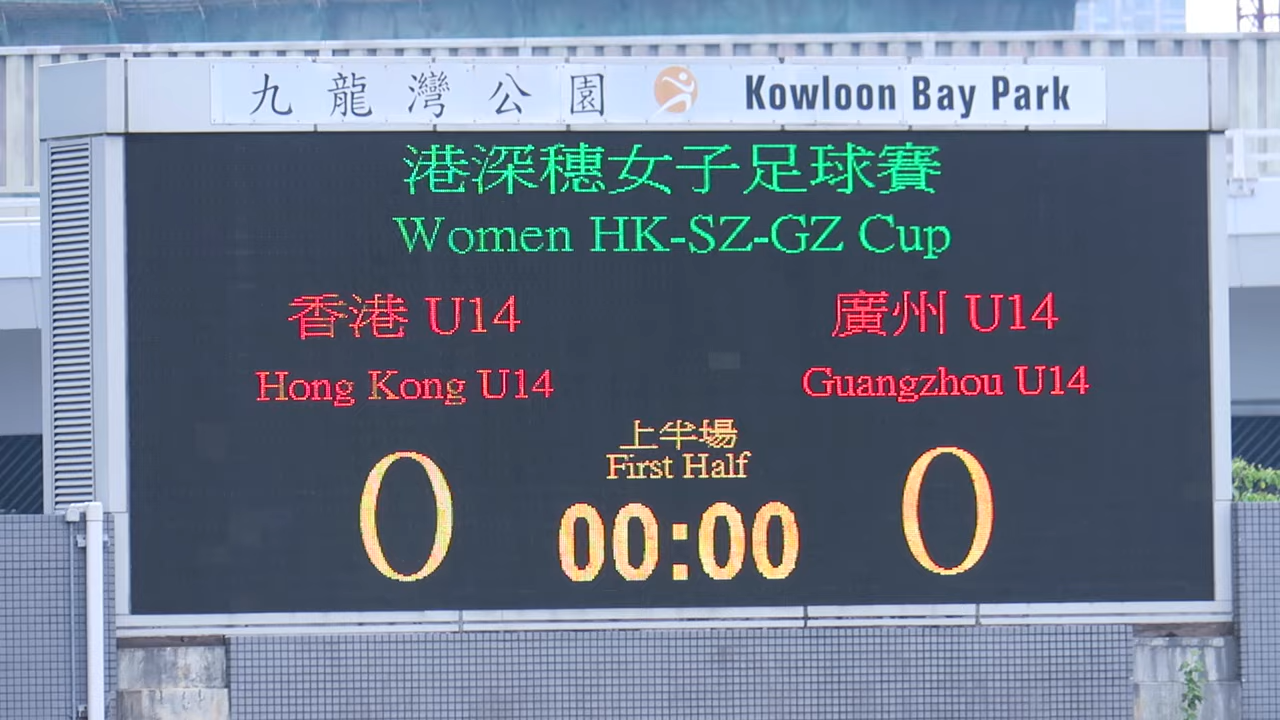 九龍灣公園 Kowloon Bay Park
港深穗女子足球賽
Women HK-SZ-GZ Cup
香港 U14 廣州 U14
Hong Kong U14 Guangzhou U14
上半場
First Half
0 00:00 0